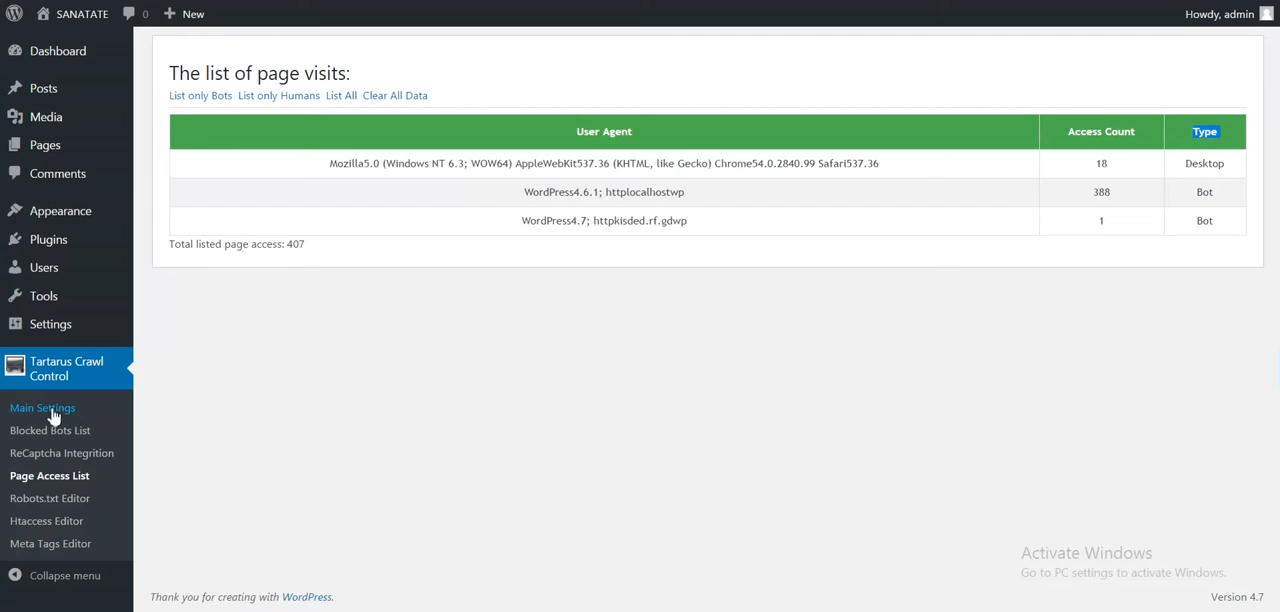 SANATATE 0 New Howdy, admin
Dashboard
Posts
Media
Pages
Comments
Appearance
Plugins
Users
Tools
Settings
Tartarus Crawl
Control
Main Settings
Blocked Bots List
ReCaptcha Integrition
Page Access List
Robots.txt Editor
Htaccess Editor
Meta Tags Editor
Collapse menu
The list of page visits:
List only Bots List only Humans List All Clear All Data
User Agent Access Count Type
Mozilla5.0 (Windows NT 6.3; WOW64) AppleWebKit537.36 (KHTML, like Gecko) Chrome54.0.2840.99 Safari537.36 18 Desktop
WordPress4.6.1; httplocalhostwp 388 Bot
WordPress4.7; httpkisded.rf.gdwp 1 Bot
Total listed page access: 407
Activate Windows
Go to PC settings to activate Windows.
Thank you for creating with WordPress. Version 4.7